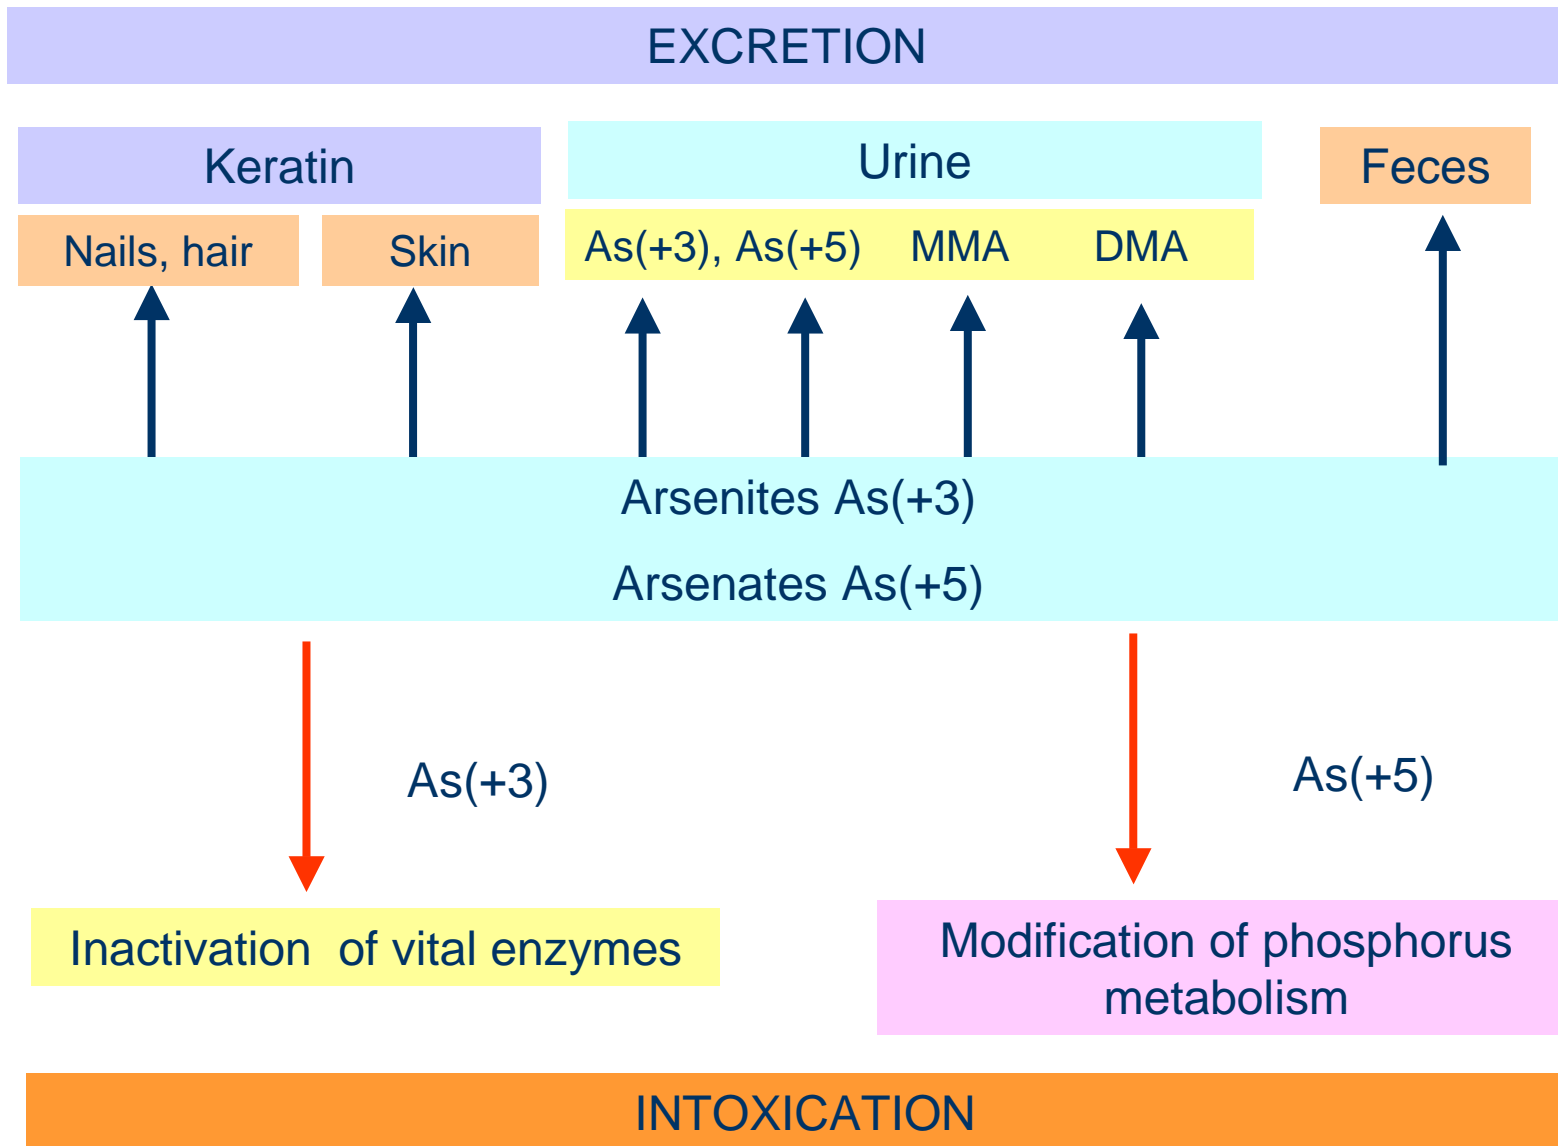 EXCRETION
Keratin
Urine
Feces
Nails, hair
Skin
As(+3), As(+5) MMA DMA
Arsenites As(+3)
Arsenates As(+5)
As(+3)
As(+5)
Inactivation of vital enzymes
Modification of phosphorus
metabolism
INTOXICATION